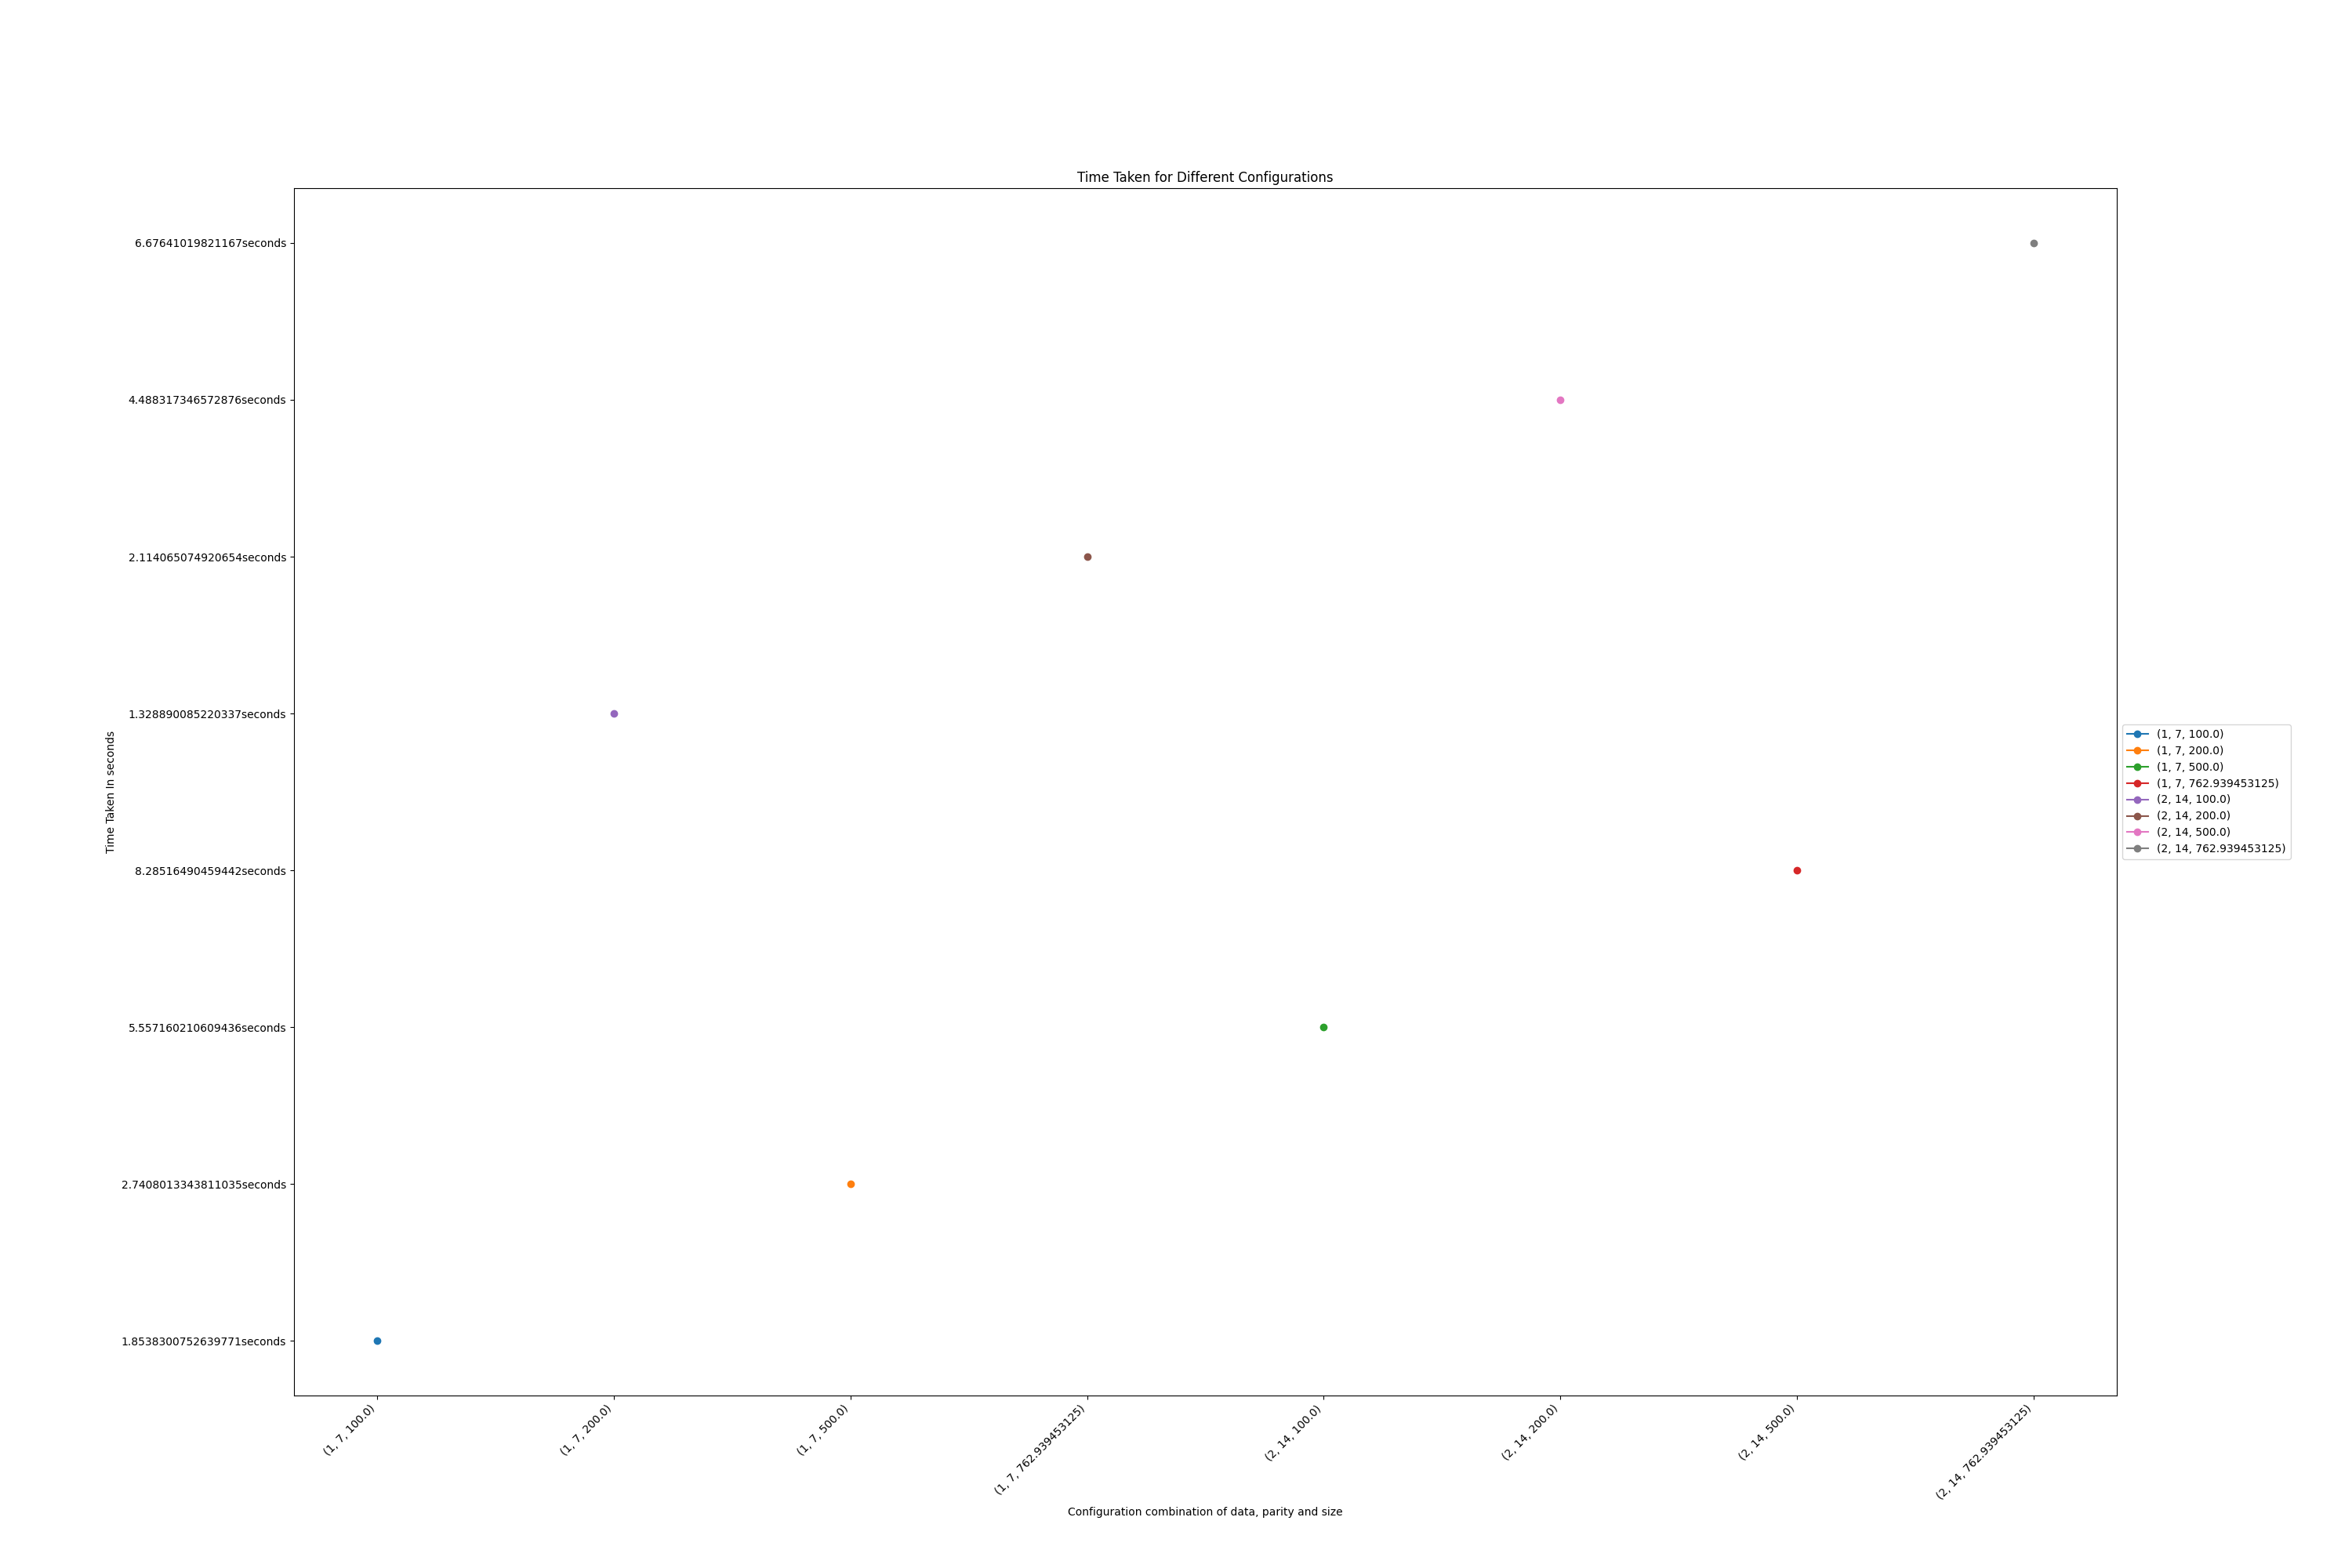 Time Taken for Different Configurations
6.67641019821167seconds
4.488317346572876seconds
2.114065074920654seconds
1.328890085220337seconds
8.28516490459442seconds
5.557160210609436seconds
2.7408013343811035seconds
1.8538300752639771seconds
Time Taken In seconds
(1, 7, 100.0)
(1, 7, 200.0)
(1, 7, 500.0)
(1, 7, 762.939453125)
(2, 14, 100.0)
(2, 14, 200.0)
(2, 14, 500.0)
(2, 14, 762.939453125)
Configuration combination of data, parity and size
(1, 7, 100.0)
(1, 7, 200.0)
(1, 7, 500.0)
(1, 7, 762.939453125)
(2, 14, 100.0)
(2, 14, 200.0)
(2, 14, 500.0)
(2, 14, 762.939453125)